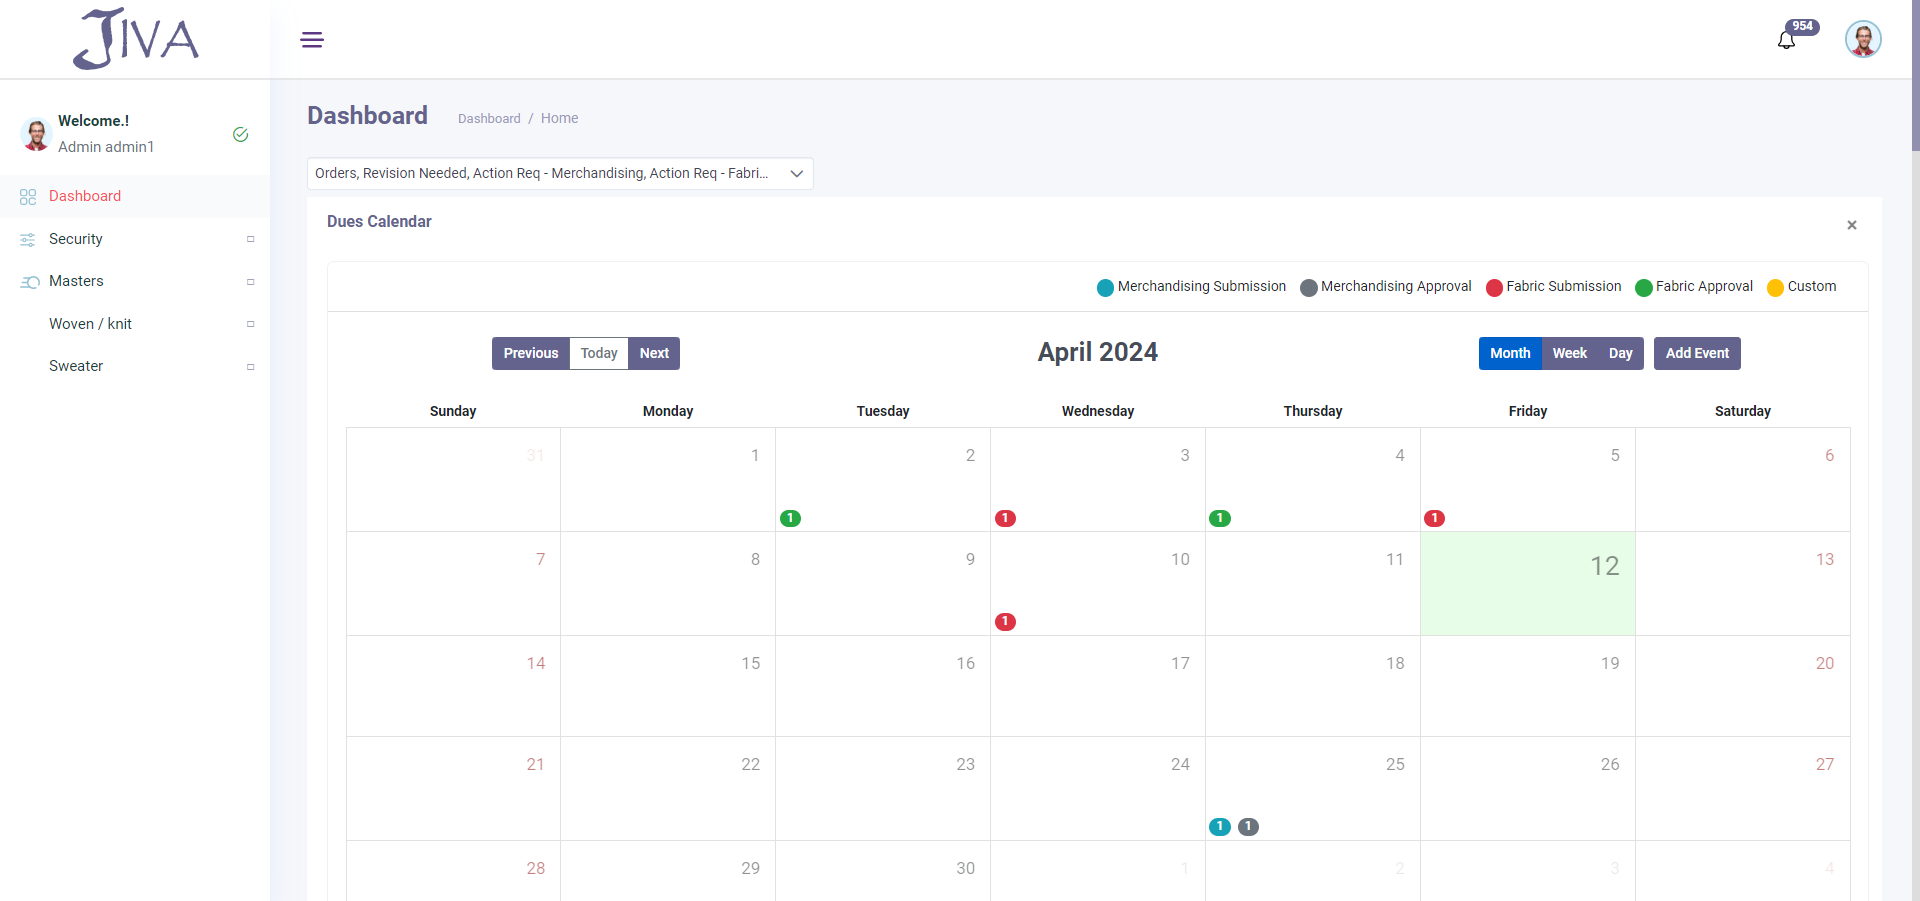 JIVA
954
Welcome.!
Admin admin1
Dashboard
Security
Masters
Woven / knit
Sweater
Dashboard
Dashboard / Home
Orders, Revision Needed, Action Req - Merchandising, Action Req - Fabri...
Dues Calendar
×
Merchandising Submission Merchandising Approval Fabric Submission Fabric Approval Custom
Previous Today Next
April 2024
Month Week Day Add Event
Sunday Monday Tuesday Wednesday Thursday Friday Saturday
31 1 2 3 4 5 6
1 1 1 1
7 8 9 10 11 12 13
1
14 15 16 17 18 19 20
21 22 23 24 25 26 27
1 1
28 29 30 1 2 3 4